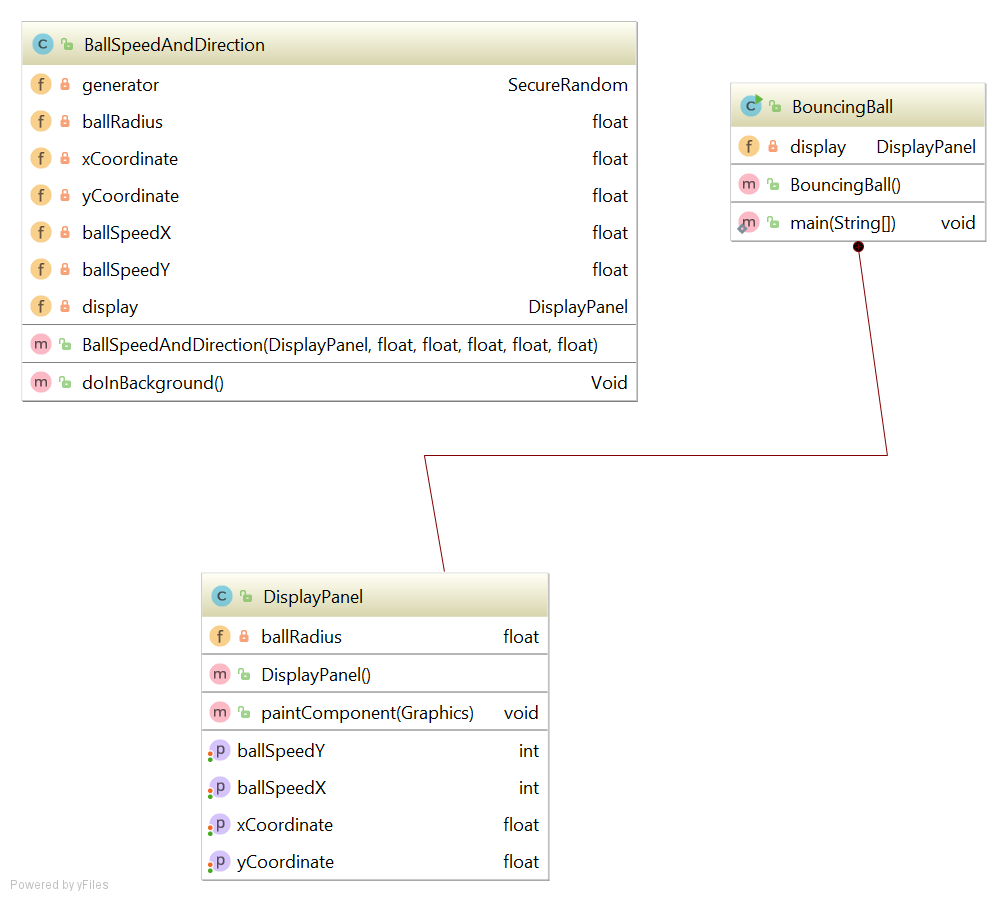 BallSpeedAndDirection
generator SecureRandom
ballRadius float
xCoordinate float
yCoordinate float
ballSpeedX float
ballSpeedY float
display DisplayPanel
BallSpeedAndDirection(DisplayPanel, float, float, float, float, float)
doInBackground() Void
BouncingBall
display DisplayPanel
BouncingBall()
main(String[]) void
DisplayPanel
ballRadius float
DisplayPanel()
paintComponent(Graphics) void
ballSpeedY int
ballSpeedX int
xCoordinate float
yCoordinate float
Powered by yFiles